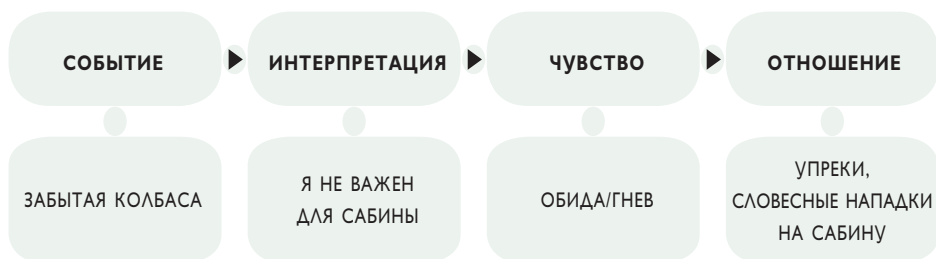 СОБЫТИЕ
ИНТЕРПРЕТАЦИЯ
ЧУВСТВО
ОТНОШЕНИЕ
ЗАБЫТАЯ КОЛБАСА
Я НЕ ВАЖЕН
ДЛЯ САБИНЫ
ОБИДА/ГНЕВ
УПРЕКИ,
СЛОВЕСНЫЕ НАПАДКИ
НА САБИНУ